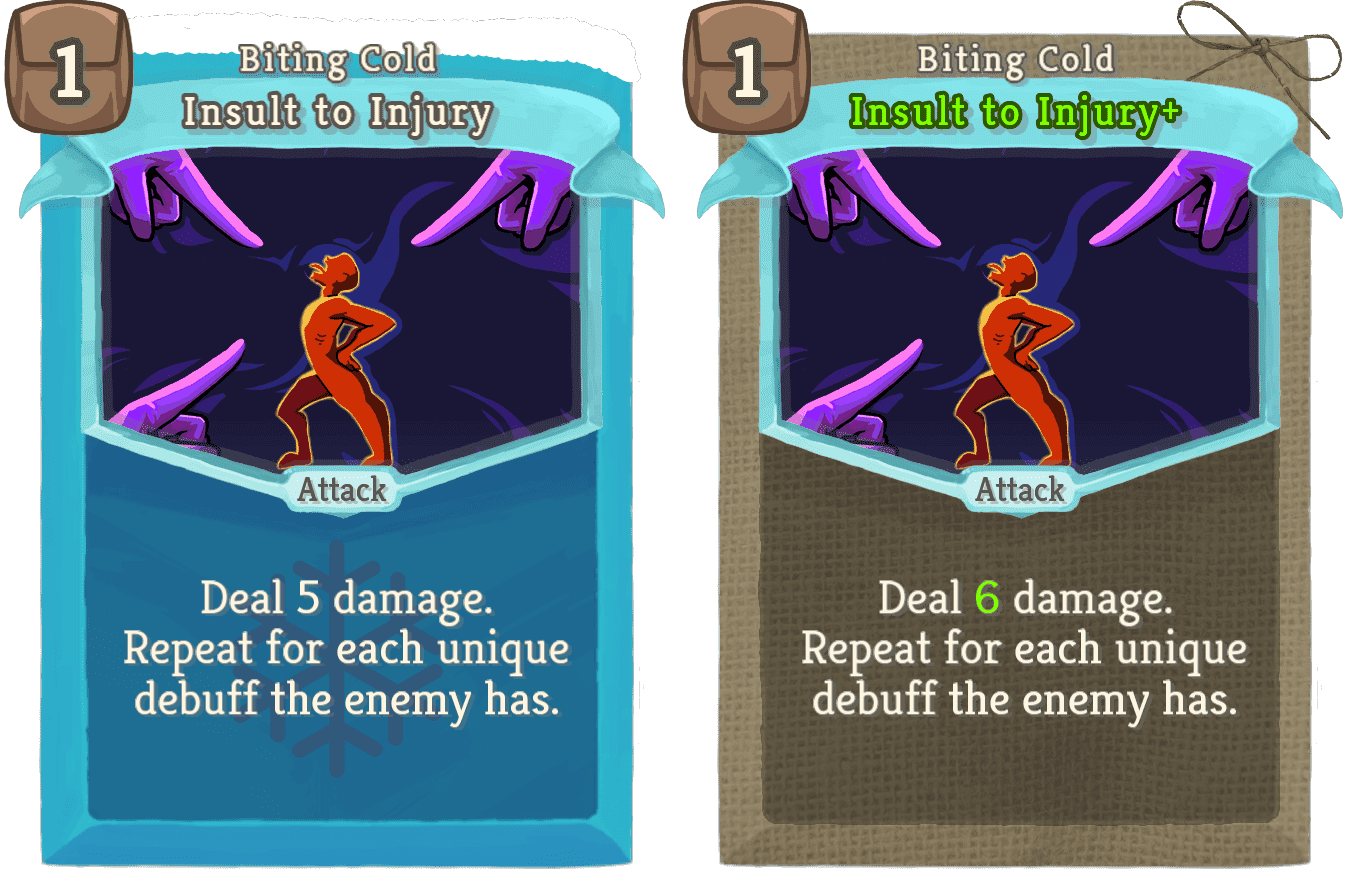 1
Biting Cold
Insult to Injury
Attack
Deal 5 damage.
Repeat for each unique
debuff the enemy has.
1
Biting Cold
Insult to Injury+
Attack
Deal 6 damage.
Repeat for each unique
debuff the enemy has.